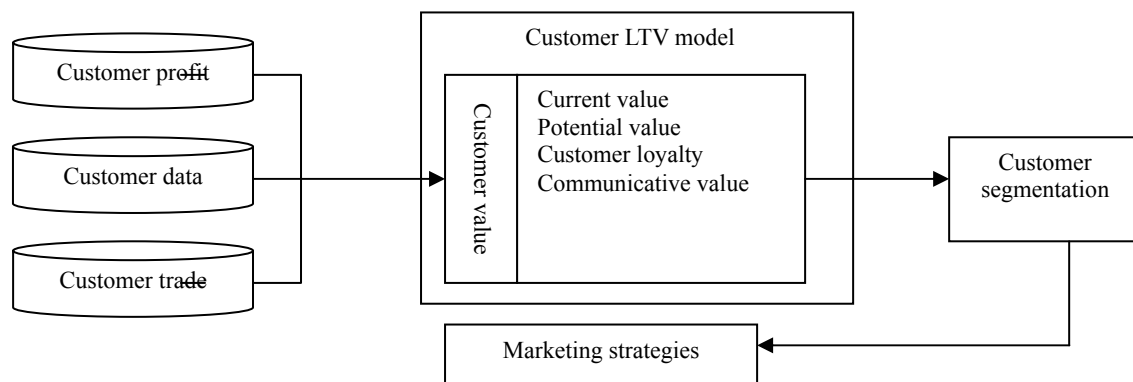 Customer LTV model
Customer profit
Customer data
Customer trade
Customer value
Current value
Potential value
Customer loyalty
Communicative value
Customer
segmentation
Marketing strategies